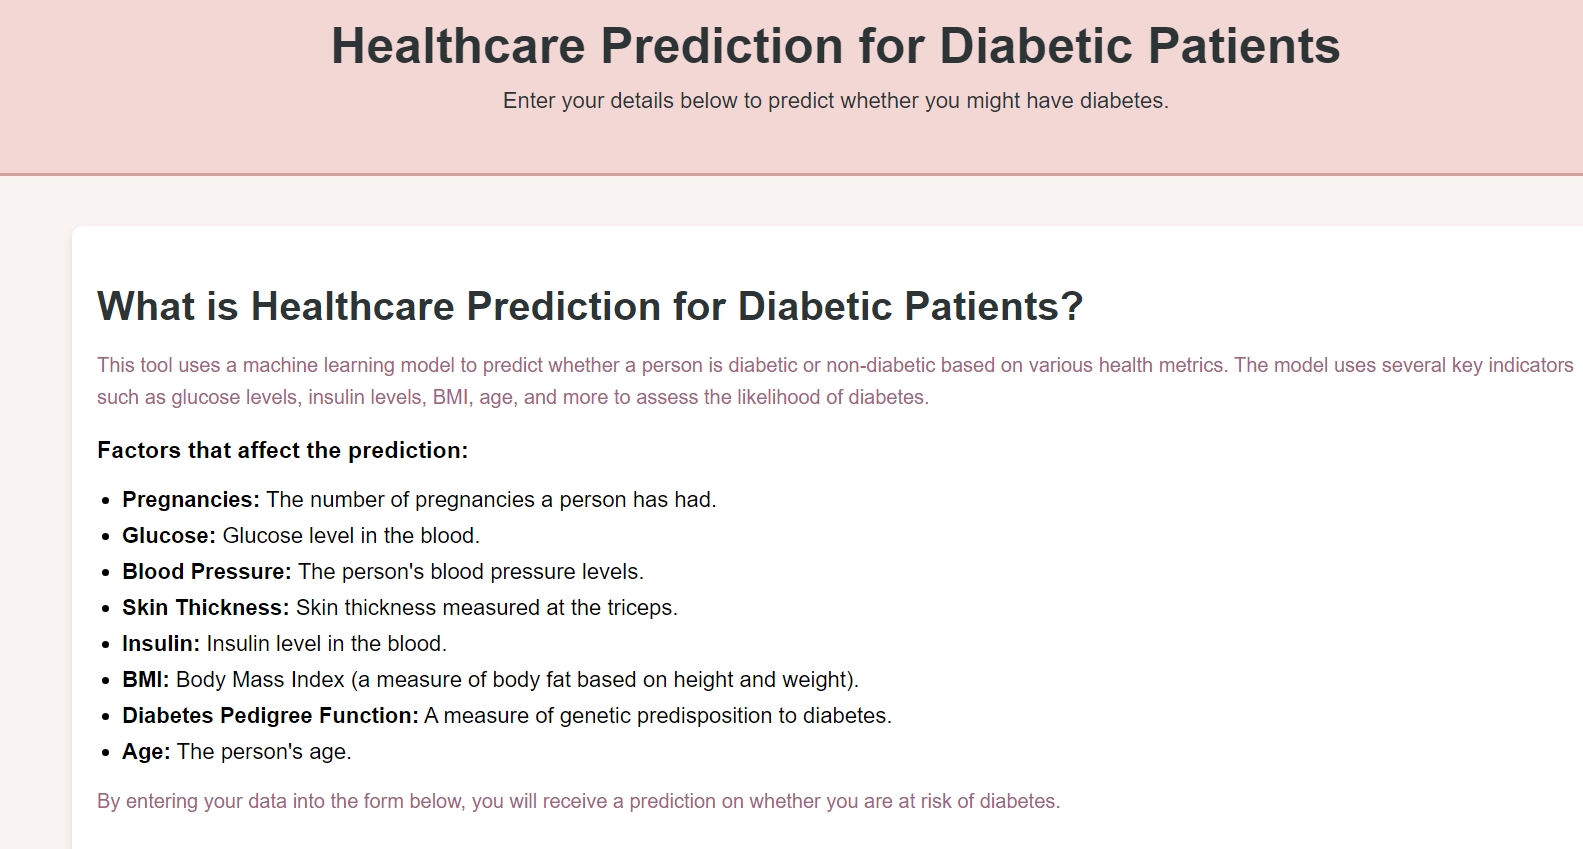 Healthcare Prediction for Diabetic Patients
Enter your details below to predict whether you might have diabetes.
What is Healthcare Prediction for Diabetic Patients?
This tool uses a machine learning model to predict whether a person is diabetic or non-diabetic based on various health metrics. The model uses several key indicators
such as glucose levels, insulin levels, BMI, age, and more to assess the likelihood of diabetes.
Factors that affect the prediction:
• Pregnancies: The number of pregnancies a person has had.
• Glucose: Glucose level in the blood.
• Blood Pressure: The person's blood pressure levels.
• Skin Thickness: Skin thickness measured at the triceps.
• Insulin: Insulin level in the blood.
• BMI: Body Mass Index (a measure of body fat based on height and weight).
• Diabetes Pedigree Function: A measure of genetic predisposition to diabetes.
• Age: The person's age.
By entering your data into the form below, you will receive a prediction on whether you are at risk of diabetes.